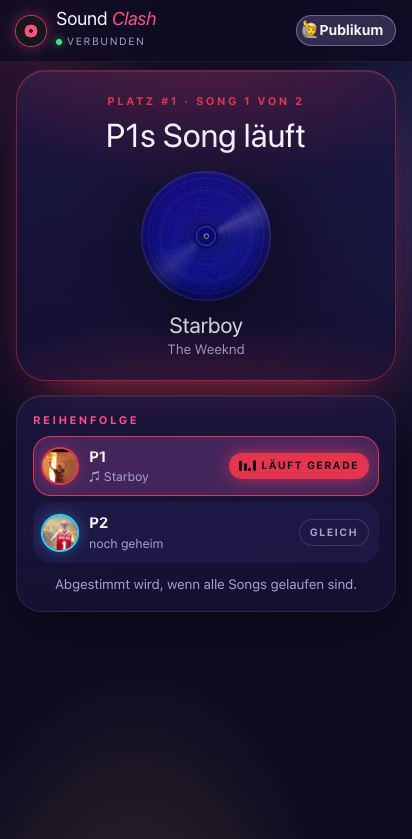 Sound Clash
VERBUNDEN
Publikum
PLATZ #1 · SONG 1 VON 2
P1s Song läuft
Starboy
The Weeknd
REIHENFOLGE
P1
Starboy
LÄUFT GERADE
P2
noch geheim
GLEICH
Abgestimmt wird, wenn alle Songs gelaufen sind.